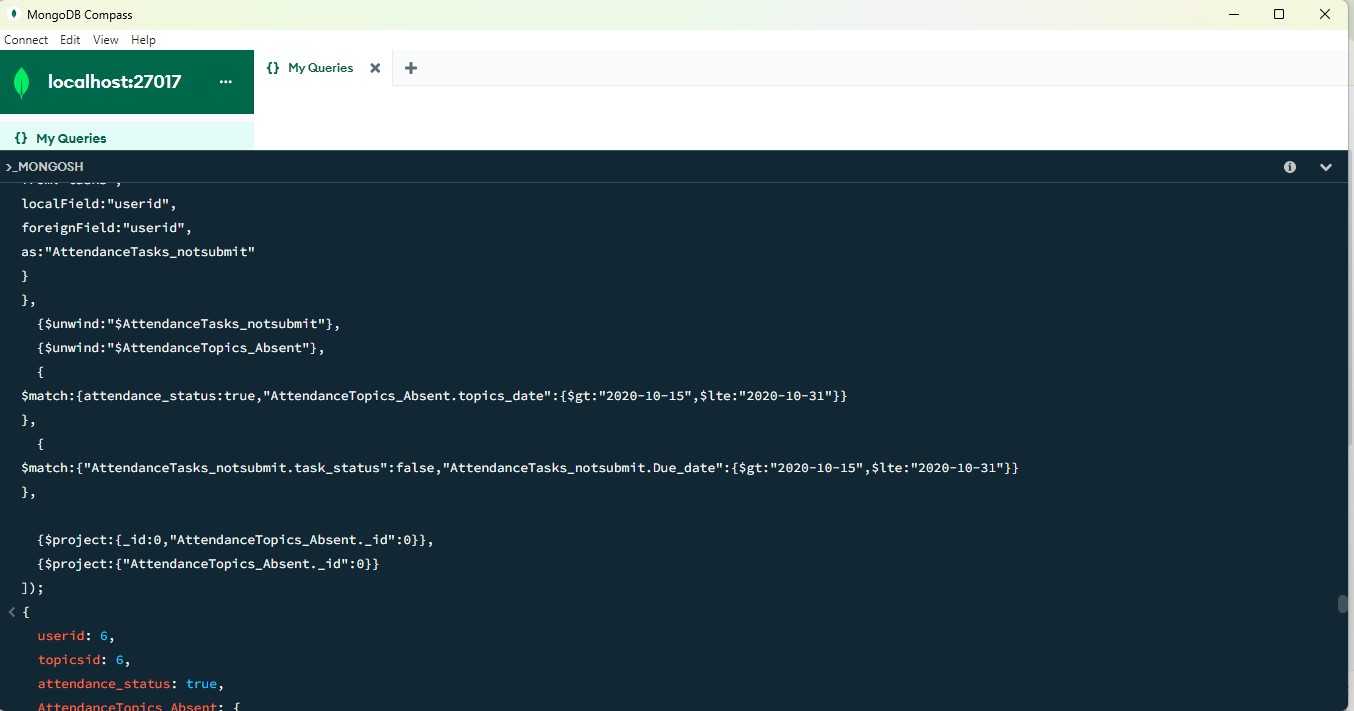 MongoDB Compass
Connect Edit View Help
localhost:27017 ...
{} My Queries
{} My Queries
>_MONGOSH
localField:"userid",
foreignField:"userid",
as:"AttendanceTasks_notsubmit"
}
},
{$unwind:"$AttendanceTasks_notsubmit"},
{$unwind:"$AttendanceTopics_Absent"},
{
$match:{attendance_status:true,"AttendanceTopics_Absent.topics_date":{$gt:"2020-10-15",$lte:"2020-10-31"}}
},
{
$match:{"AttendanceTasks_notsubmit.task_status":false,"AttendanceTasks_notsubmit.Due_date":{$gt:"2020-10-15",$lte:"2020-10-31"}}
},
{$project:{_id:0,"AttendanceTopics_Absent._id":0}},
{$project:{"AttendanceTopics_Absent._id":0}}
]);
< {
userid: 6,
topicsid: 6,
attendance_status: true,
AttendanceTopics_Absent: {